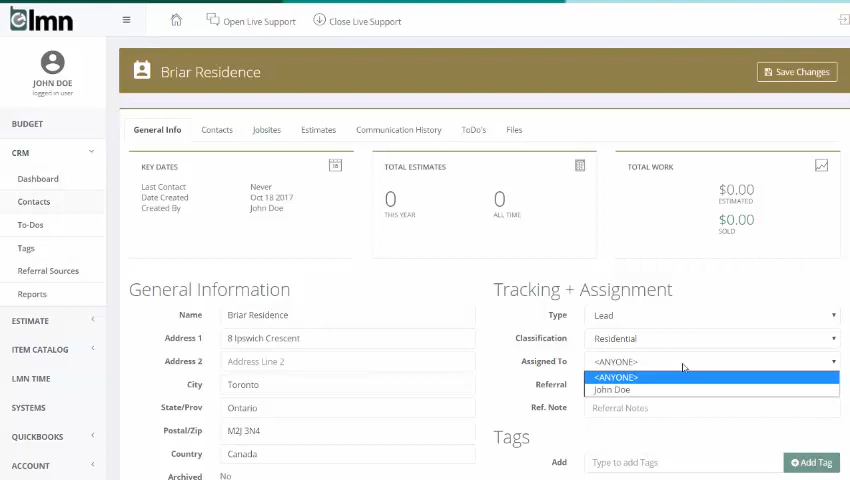 lmn
Open Live Support
Close Live Support
JOHN DOE
logged in user
BUDGET
CRM
Dashboard
Contacts
To-Dos
Tags
Referral Sources
Reports
ESTIMATE
ITEM CATALOG
LMN TIME
SYSTEMS
QUICKBOOKS
ACCOUNT
Briar Residence
Save Changes
General Info
Contacts
Jobsites
Estimates
Communication History
ToDo's
Files
KEY DATES
Last Contact Never
Date Created Oct 18 2017
Created By John Doe
TOTAL ESTIMATES
0 0
THIS YEAR ALL TIME
TOTAL WORK
$0.00
ESTIMATED
$0.00
SOLD
General Information
Name Briar Residence
Address 1 8 Ipswich Crescent
Address 2 Address Line 2
City Toronto
State/Prov Ontario
Postal/Zip M2J 3N4
Country Canada
Archived No
Tracking + Assignment
Type Lead
Classification Residential
Assigned To <ANYONE>
<ANYONE>
Referral
John Doe
Ref. Note Referral Notes
Tags
Add Type to add Tags Add Tag